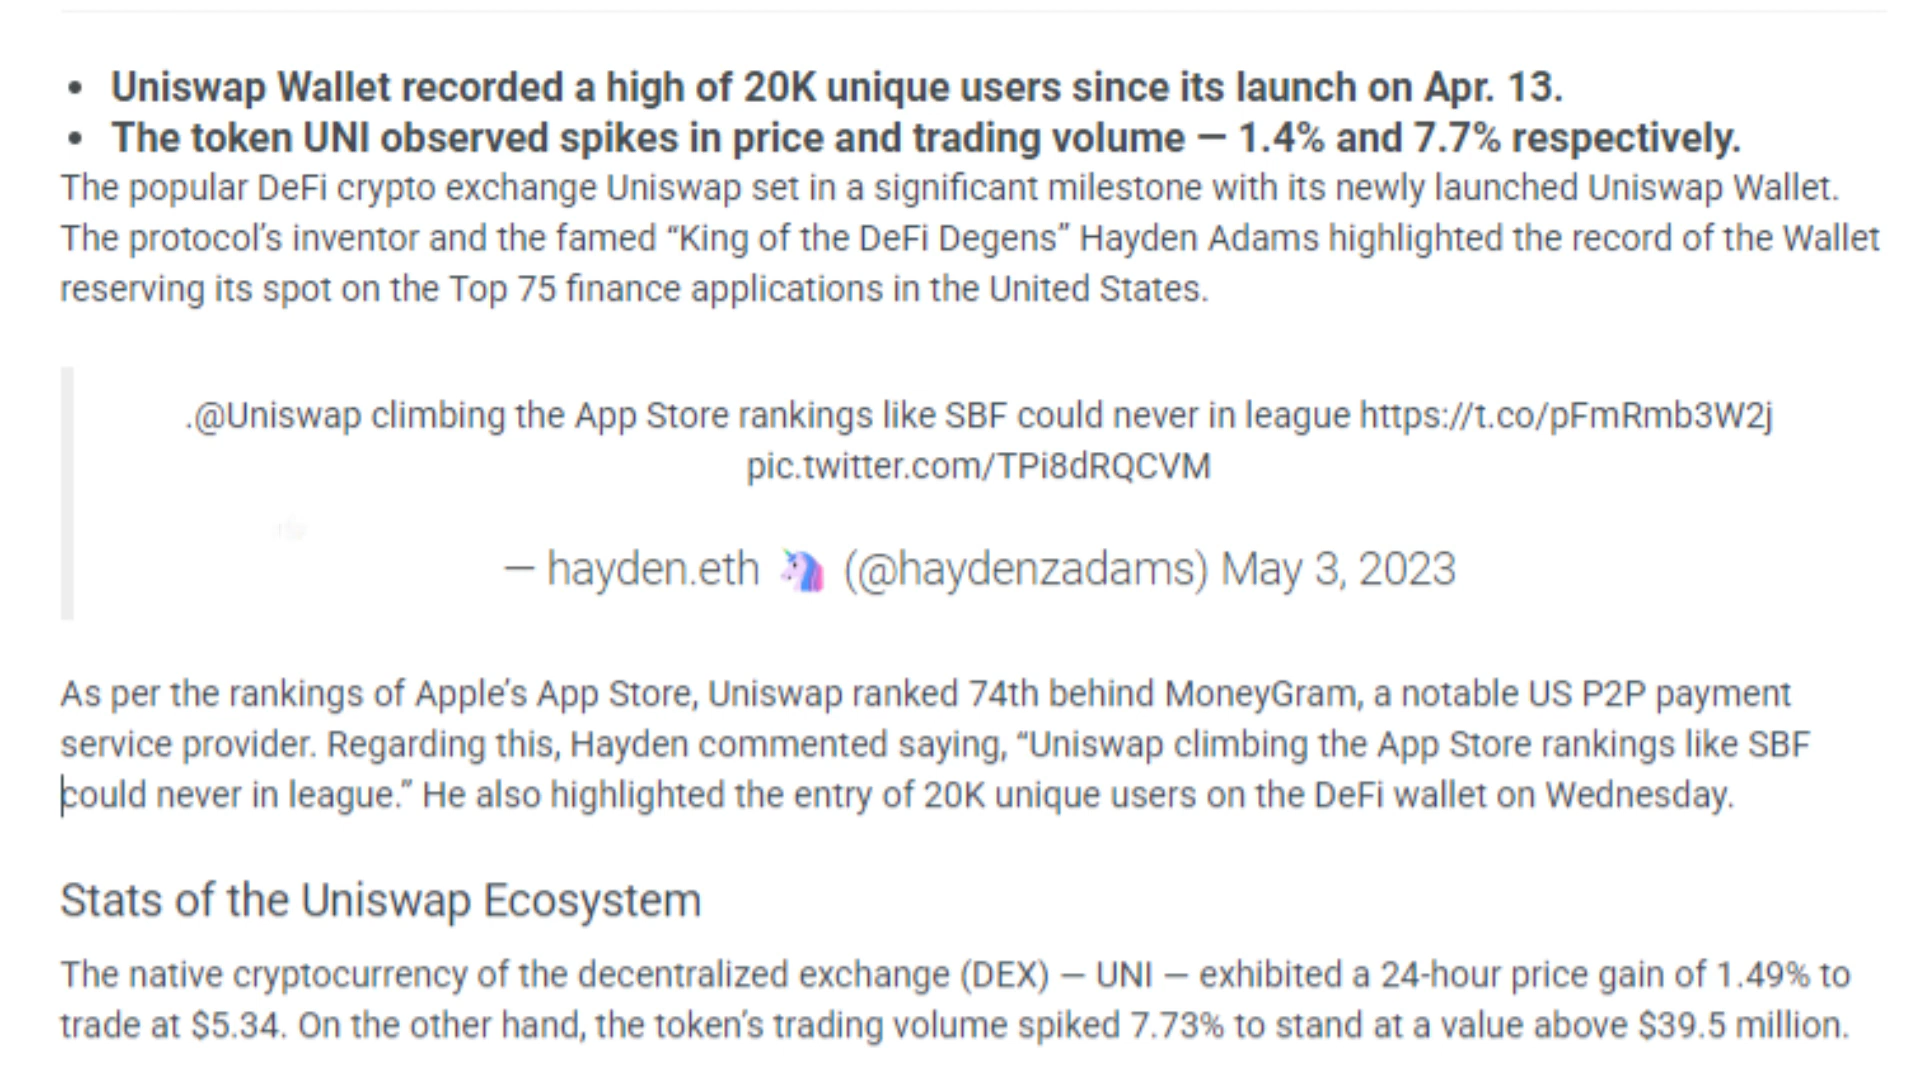 • Uniswap Wallet recorded a high of 20K unique users since its launch on Apr. 13.
• The token UNI observed spikes in price and trading volume — 1.4% and 7.7% respectively.
The popular DeFi crypto exchange Uniswap set in a significant milestone with its newly launched Uniswap Wallet.
The protocol’s inventor and the famed “King of the DeFi Degens” Hayden Adams highlighted the record of the Wallet
reserving its spot on the Top 75 finance applications in the United States.
.@Uniswap climbing the App Store rankings like SBF could never in league https://t.co/pFmRmb3W2j
pic.twitter.com/TPi8dRQCVM
— hayden.eth 🦄 (@haydenzadams) May 3, 2023
As per the rankings of Apple’s App Store, Uniswap ranked 74th behind MoneyGram, a notable US P2P payment
service provider. Regarding this, Hayden commented saying, “Uniswap climbing the App Store rankings like SBF
could never in league.” He also highlighted the entry of 20K unique users on the DeFi wallet on Wednesday.
Stats of the Uniswap Ecosystem
The native cryptocurrency of the decentralized exchange (DEX) — UNI — exhibited a 24-hour price gain of 1.49% to
trade at $5.34. On the other hand, the token’s trading volume spiked 7.73% to stand at a value above $39.5 million.